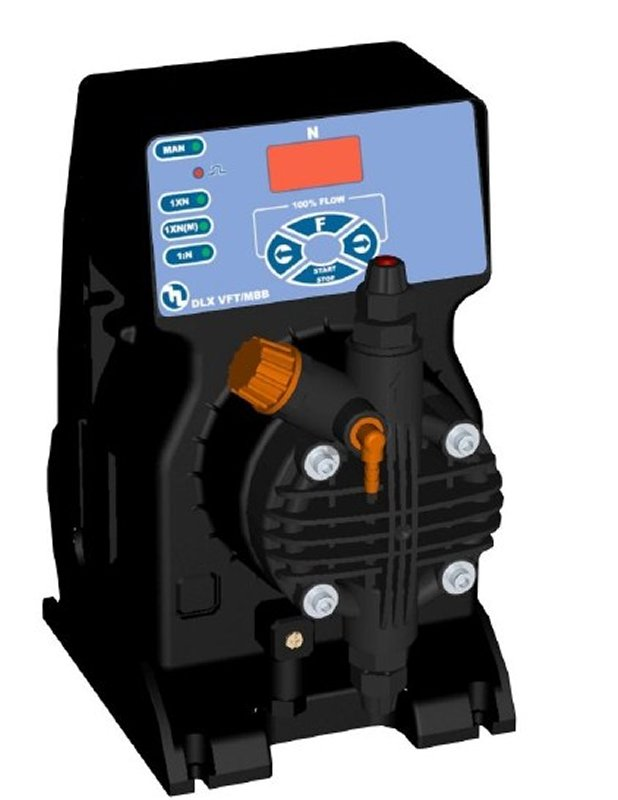 N
MAN
1XN
100% FLOW
1XN(M)
F
1:N
START
STOP
DLX VFT/MBB